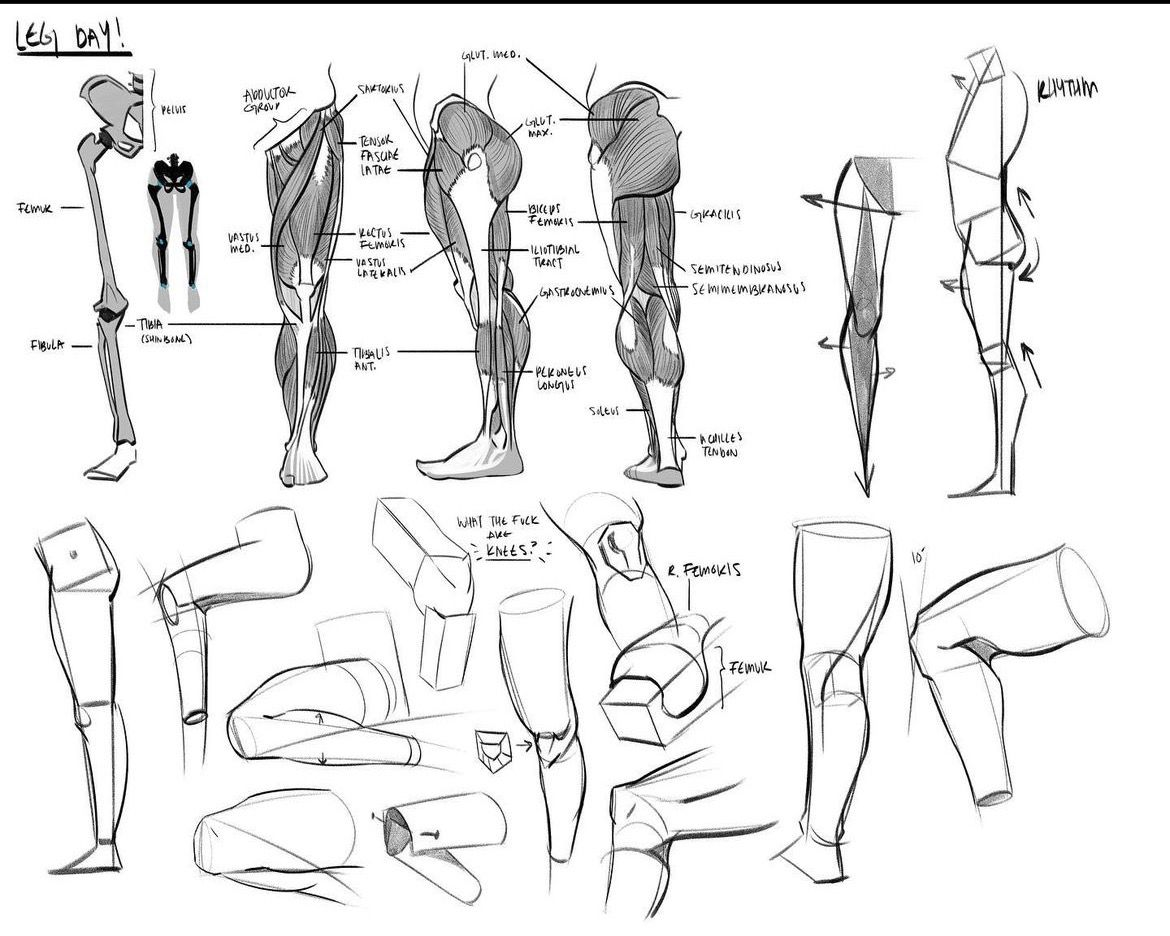 LEG DAY!
GLUT. MED.
PELVIS
ADDUCTOR
GROUP
SARTORIUS
RHYTHM
GLUT.
MAX.
TENSOR
FASCIAE
LATAE
FEMUR
BICEPS
FEMORIS
GRACILIS
VASTUS
MED.
RECTUS
FEMORIS
ILIOTIBIAL
TRACT
VASTUS
LATERALIS
SEMITENDINOSUS
SEMIMEMBRANOSUS
GASTROCNEMIUS
TIBIA
(SHINBONE)
FIBULA
TIBALIS
ANT.
PERONEUS
LONGUS
SOLEUS
ACHILLES
TENDON
WHAT THE FUCK
ARE
KNEES?
R. FEMORIS
10°
FEMUR